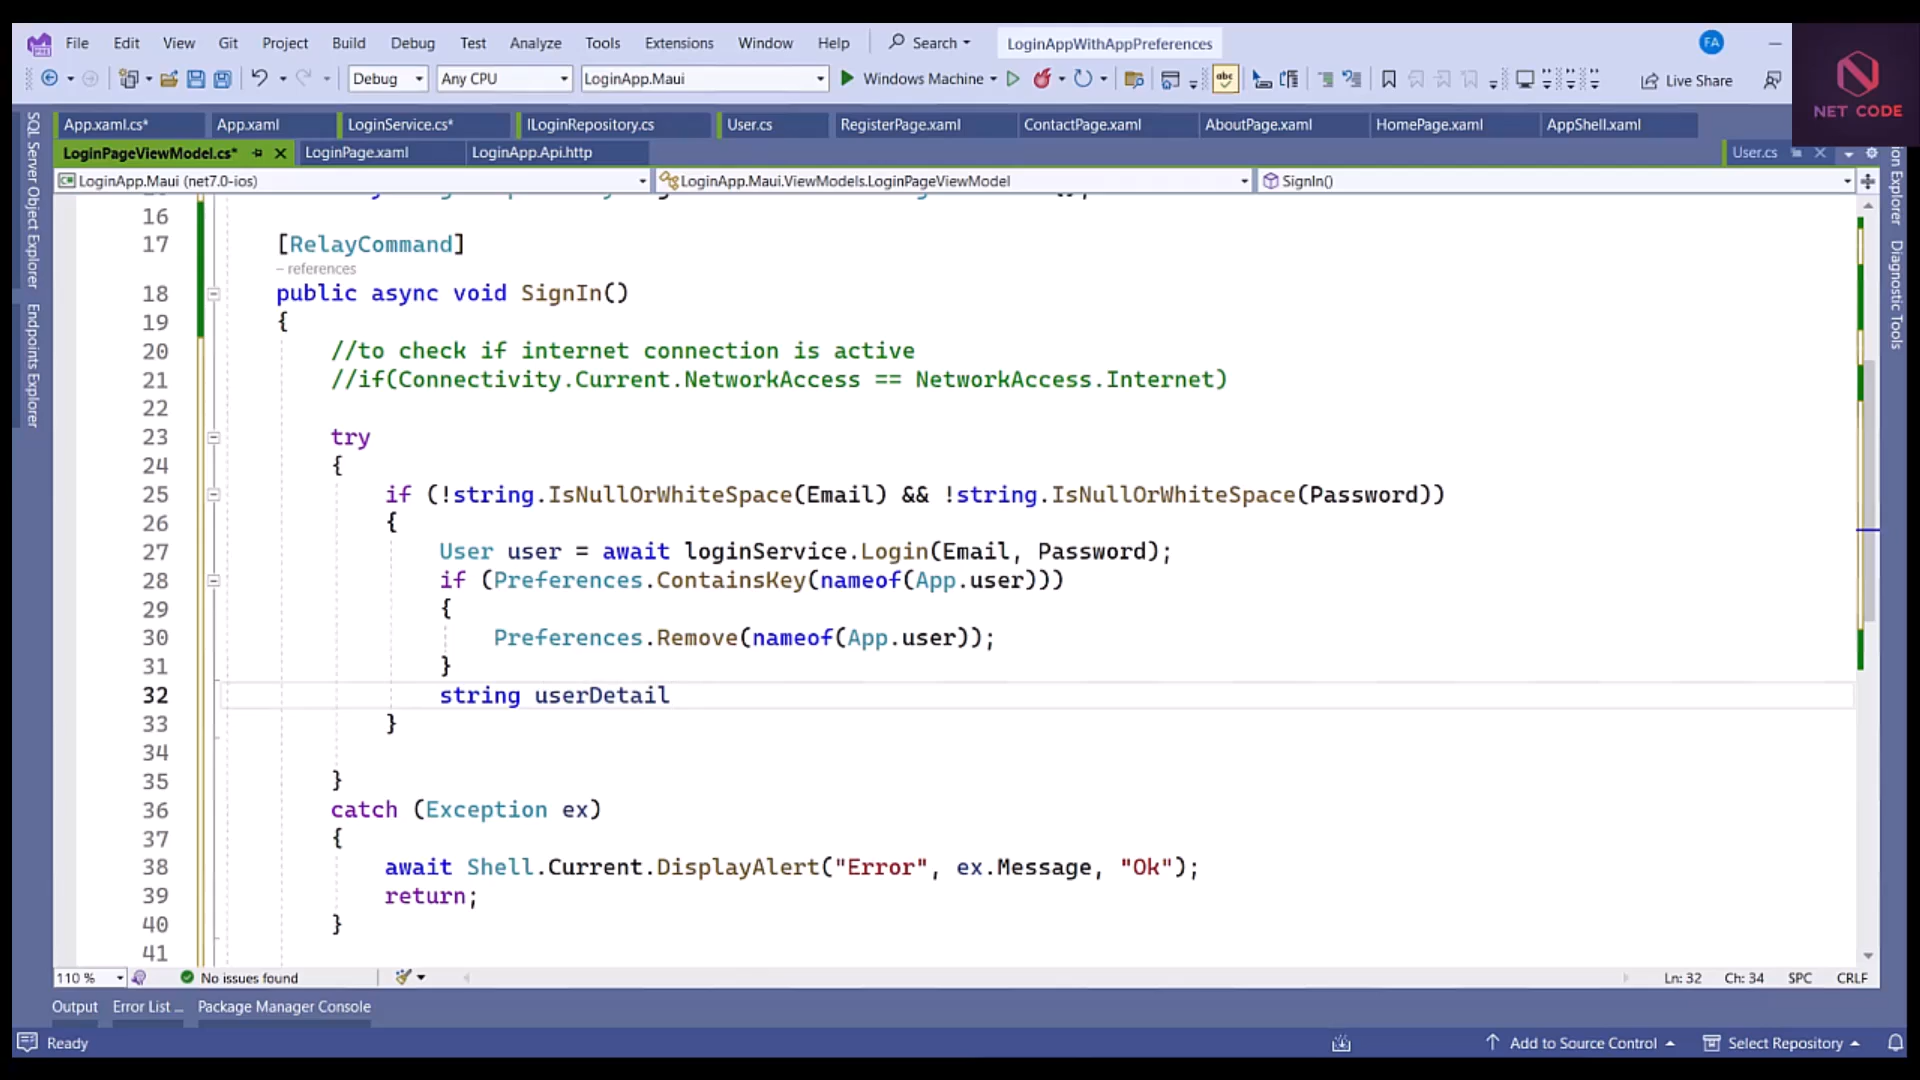 File Edit View Git Project Build Debug Test Analyze Tools Extensions Window Help Search LoginAppWithAppPreferences FA
Debug Any CPU LoginApp.Maui Windows Machine abc Live Share
NET CODE
App.xaml.cs* App.xaml LoginService.cs* ILoginRepository.cs User.cs RegisterPage.xaml ContactPage.xaml AboutPage.xaml HomePage.xaml AppShell.xaml
LoginPageViewModel.cs* LoginPage.xaml LoginApp.Api.http User.cs
LoginApp.Maui (net7.0-ios) LoginApp.Maui.ViewModels.LoginPageViewModel SignIn()
SQL Server Object Explorer
Endpoints Explorer
ion Explorer
Diagnostic Tools
16
17 [RelayCommand]
– references
18 public async void SignIn()
19 {
20 //to check if internet connection is active
21 //if(Connectivity.Current.NetworkAccess == NetworkAccess.Internet)
22
23 try
24 {
25 if (!string.IsNullOrWhiteSpace(Email) && !string.IsNullOrWhiteSpace(Password))
26 {
27 User user = await loginService.Login(Email, Password);
28 if (Preferences.ContainsKey(nameof(App.user)))
29 {
30 Preferences.Remove(nameof(App.user));
31 }
32 string userDetail
33 }
34
35 }
36 catch (Exception ex)
37 {
38 await Shell.Current.DisplayAlert("Error", ex.Message, "Ok");
39 return;
40 }
41
110 % No issues found Ln: 32 Ch: 34 SPC CRLF
Output Error List ... Package Manager Console
Ready Add to Source Control Select Repository